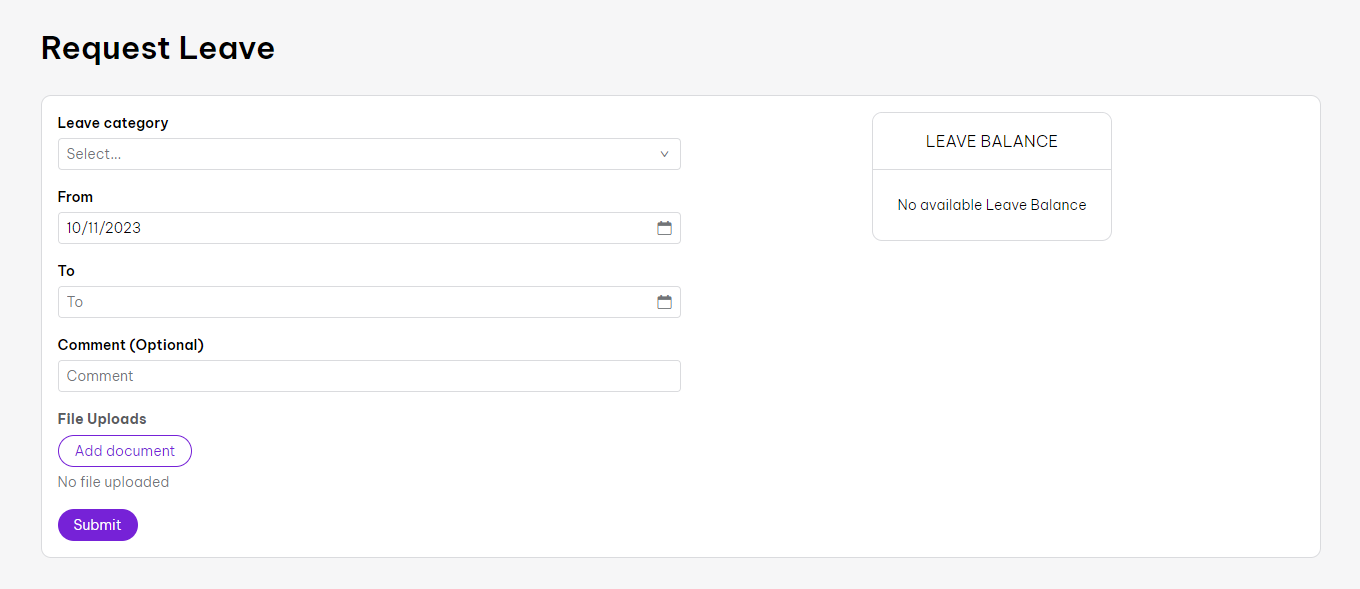 Request Leave
Leave category
Select...
From
10/11/2023
To
To
Comment (Optional)
Comment
File Uploads
Add document
No file uploaded
Submit
LEAVE BALANCE
No available Leave Balance